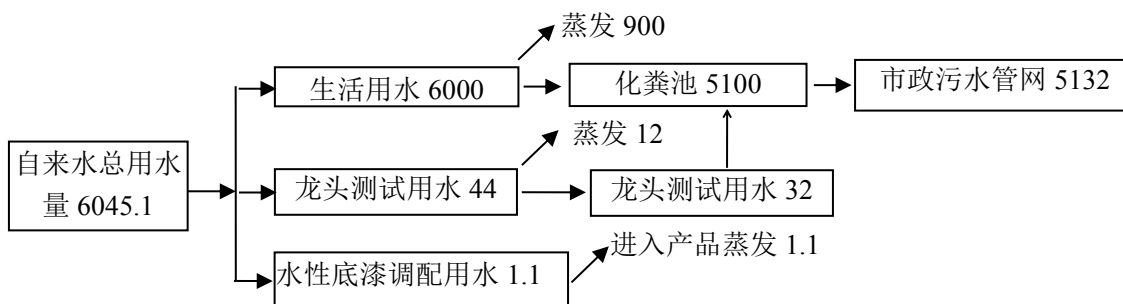 蒸发 900
生活用水 6000
化粪池 5100
市政污水管网 5132
蒸发 12
自来水总用水
量 6045.1
龙头测试用水 44
龙头测试用水 32
进入产品蒸发 1.1
水性底漆调配用水 1.1